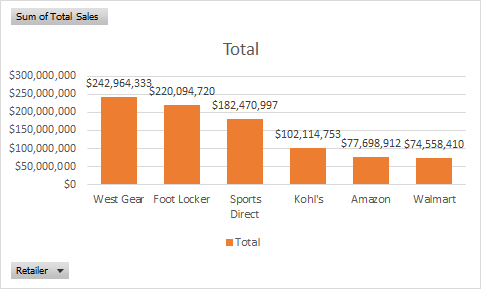 Sum of Total Sales
Total
$300,000,000
$250,000,000
$200,000,000
$150,000,000
$100,000,000
$50,000,000
$0
$242,964,333
$220,094,720
$182,470,997
$102,114,753
$77,698,912
$74,558,410
West Gear
Foot Locker
Sports
Direct
Kohl's
Amazon
Walmart
Total
Retailer